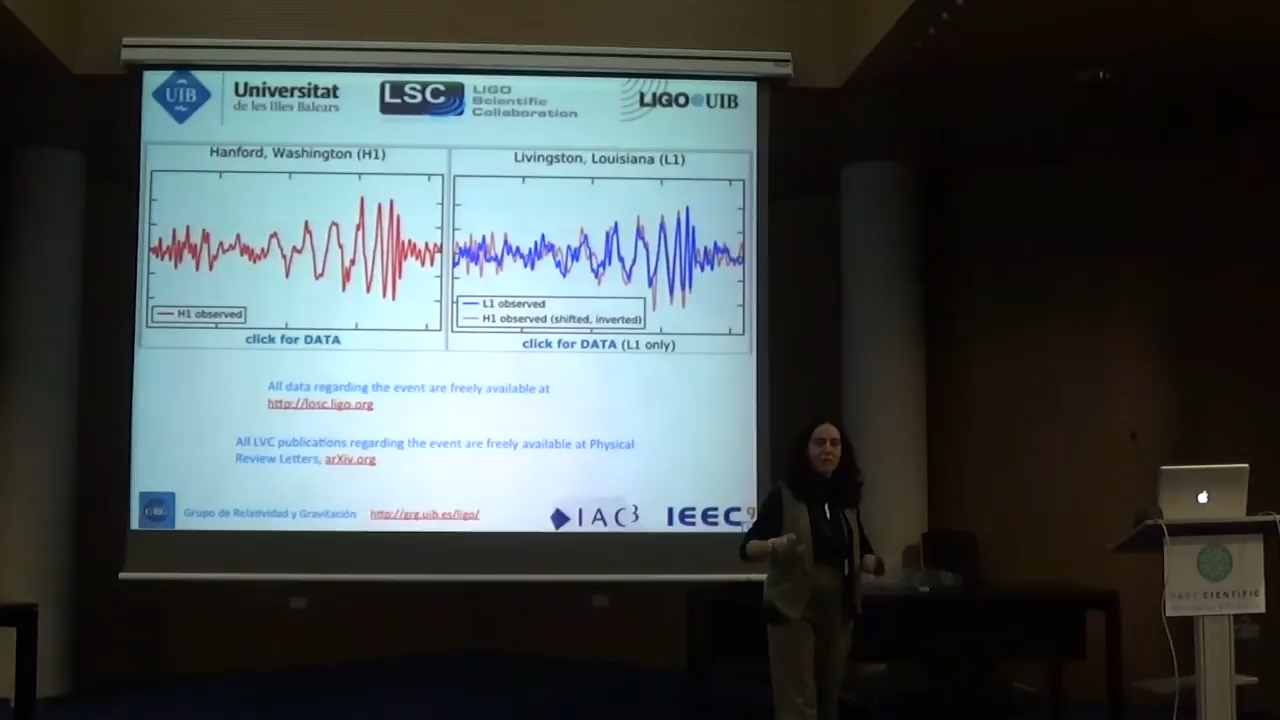 UIB
Universitat
de les Illes Balears
LSC
LIGO
Scientific
Collaboration
LIGO UIB
Hanford, Washington (H1)
H1 observed
click for DATA
Livingston, Louisiana (L1)
L1 observed
H1 observed (shifted, inverted)
click for DATA (L1 only)
All data regarding the event are freely available at
http://losc.ligo.org
All LVC publications regarding the event are freely available at Physical
Review Letters, arXiv.org
GRG
Grupo de Relatividad y Gravitación
http://grg.uib.es/ligo/
IAC3
IEEC
PARC CIENTIFIC